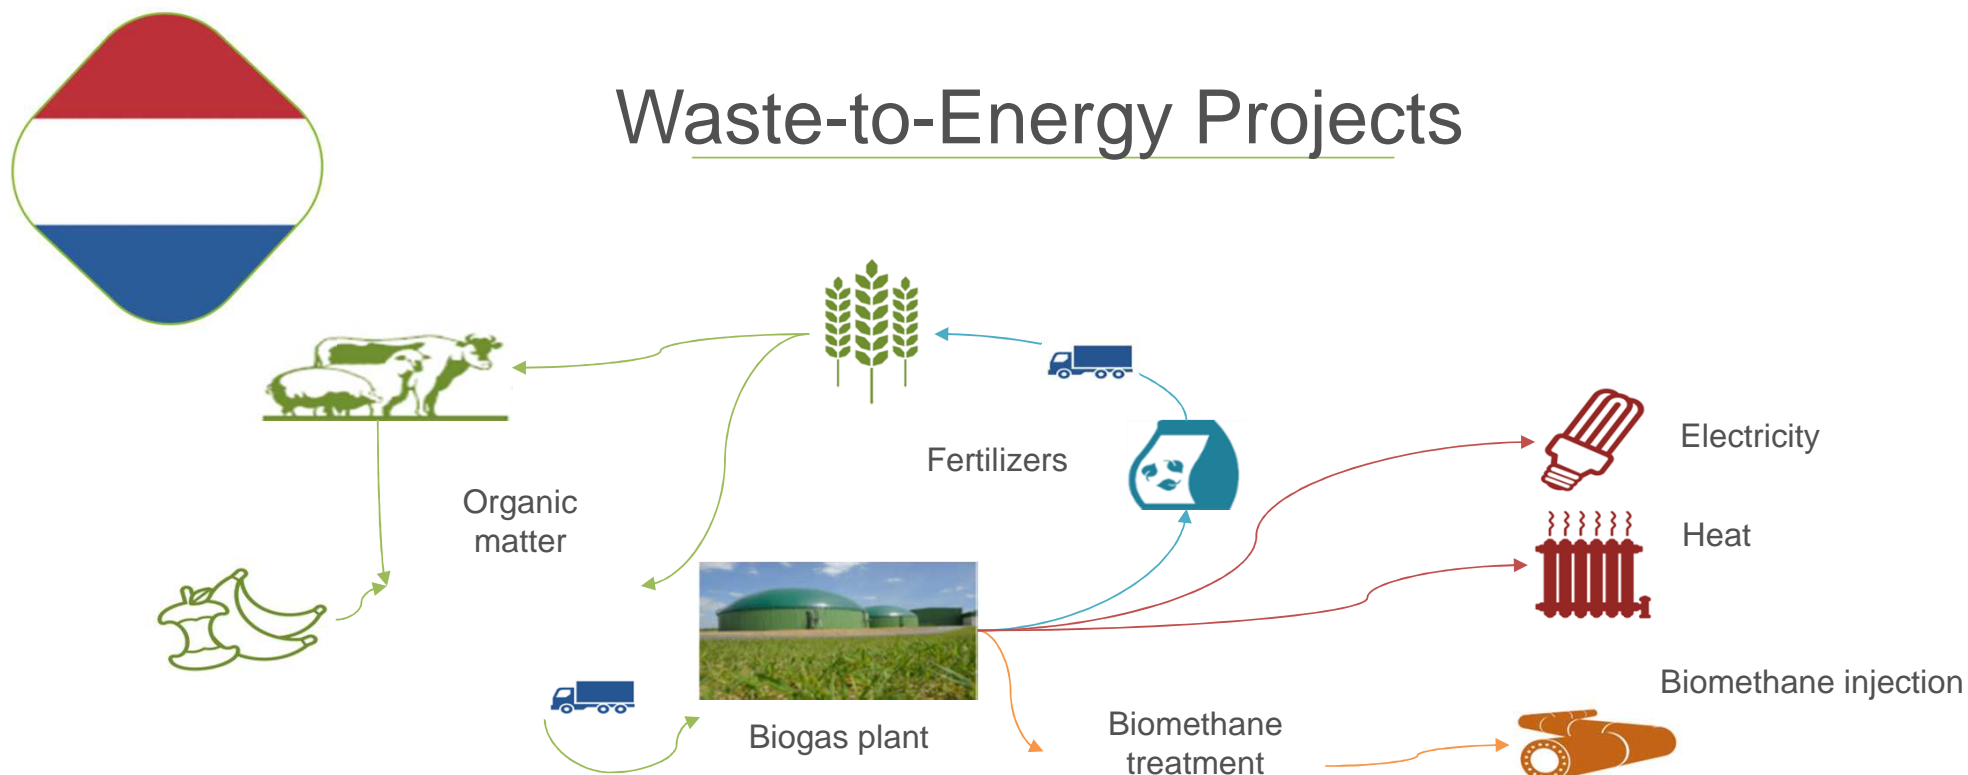 Waste-to-Energy Projects
Fertilizers
Electricity
Organic
matter
Heat
Biomethane injection
Biogas plant
Biomethane
treatment